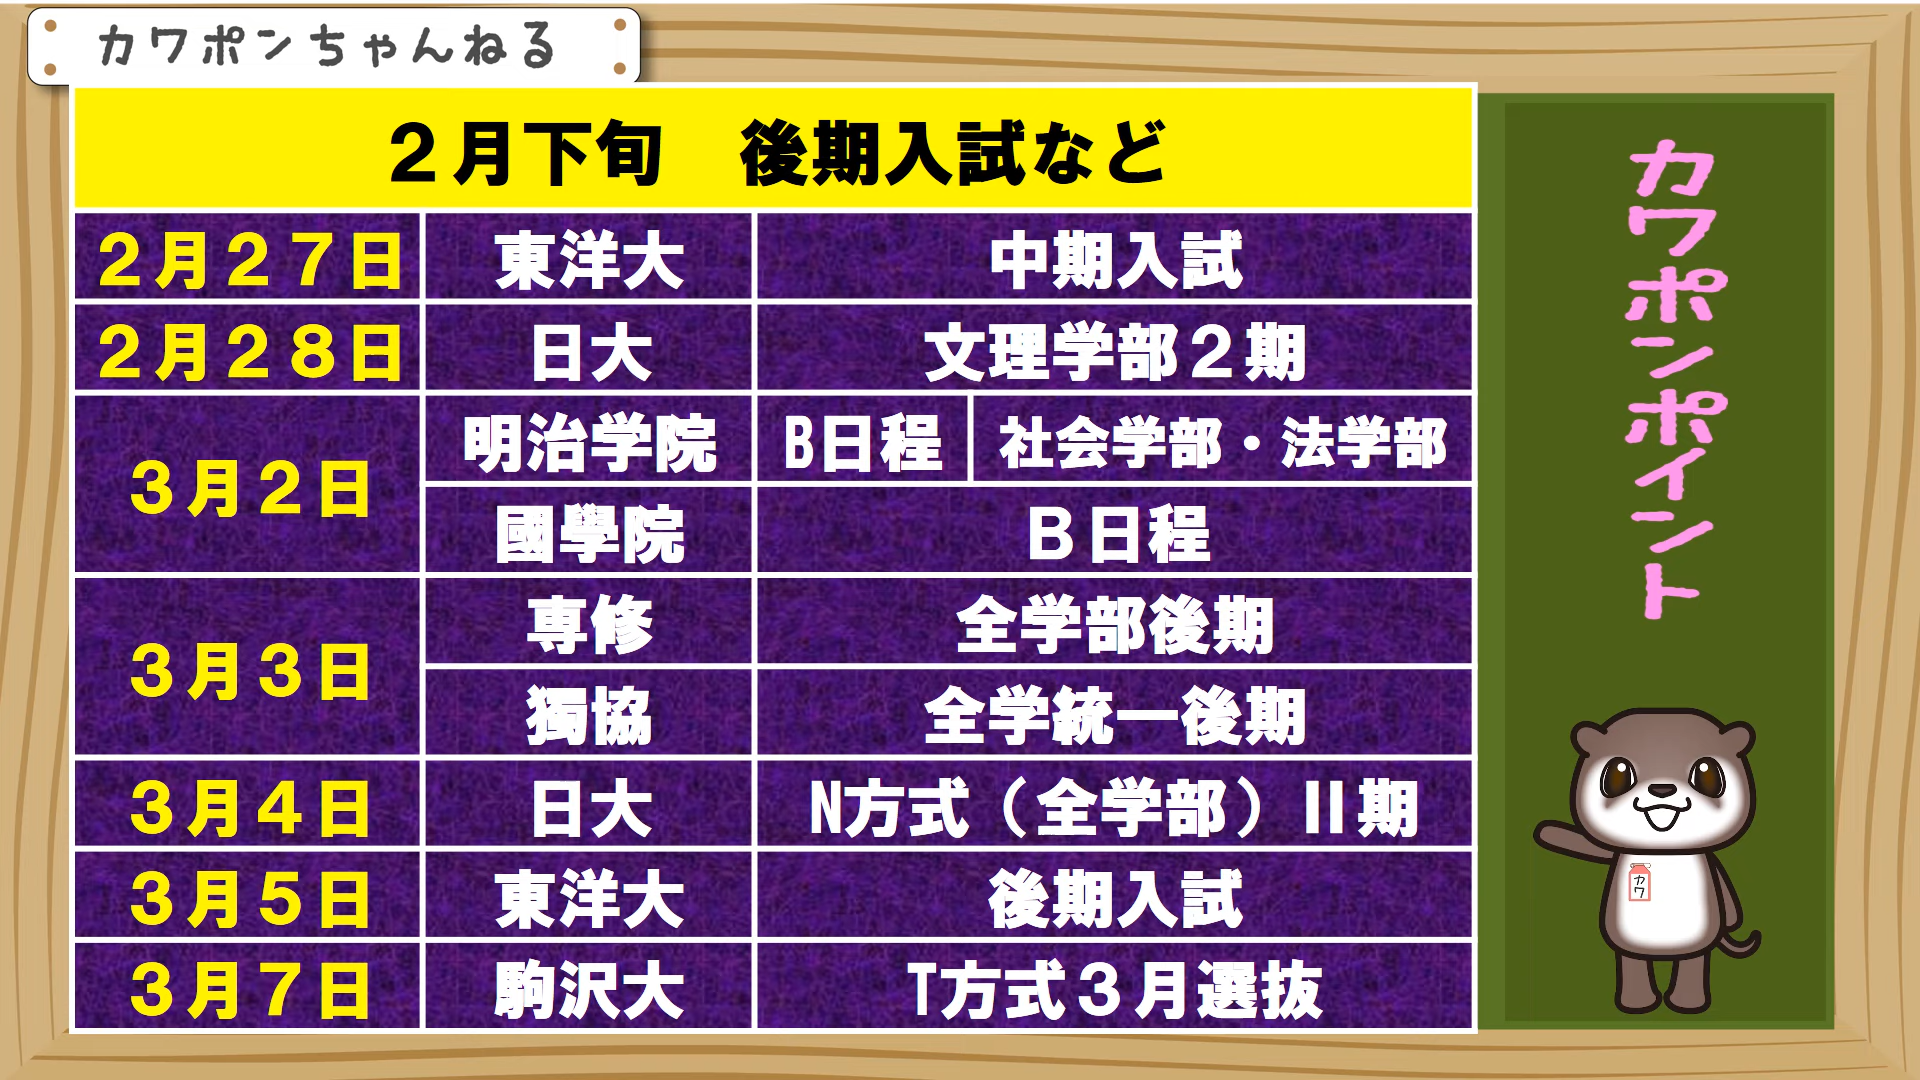 カワポンちゃんねる
２月下旬　後期入試など
２月２７日 東洋大 中期入試
２月２８日 日大 文理学部２期
３月２日 明治学院 B日程 社会学部・法学部
國學院 Ｂ日程
３月３日 専修 全学部後期
獨協 全学統一後期
３月４日 日大 N方式（全学部）Ⅱ期
３月５日 東洋大 後期入試
３月７日 駒沢大 T方式３月選抜
カワポンポイント
カワ